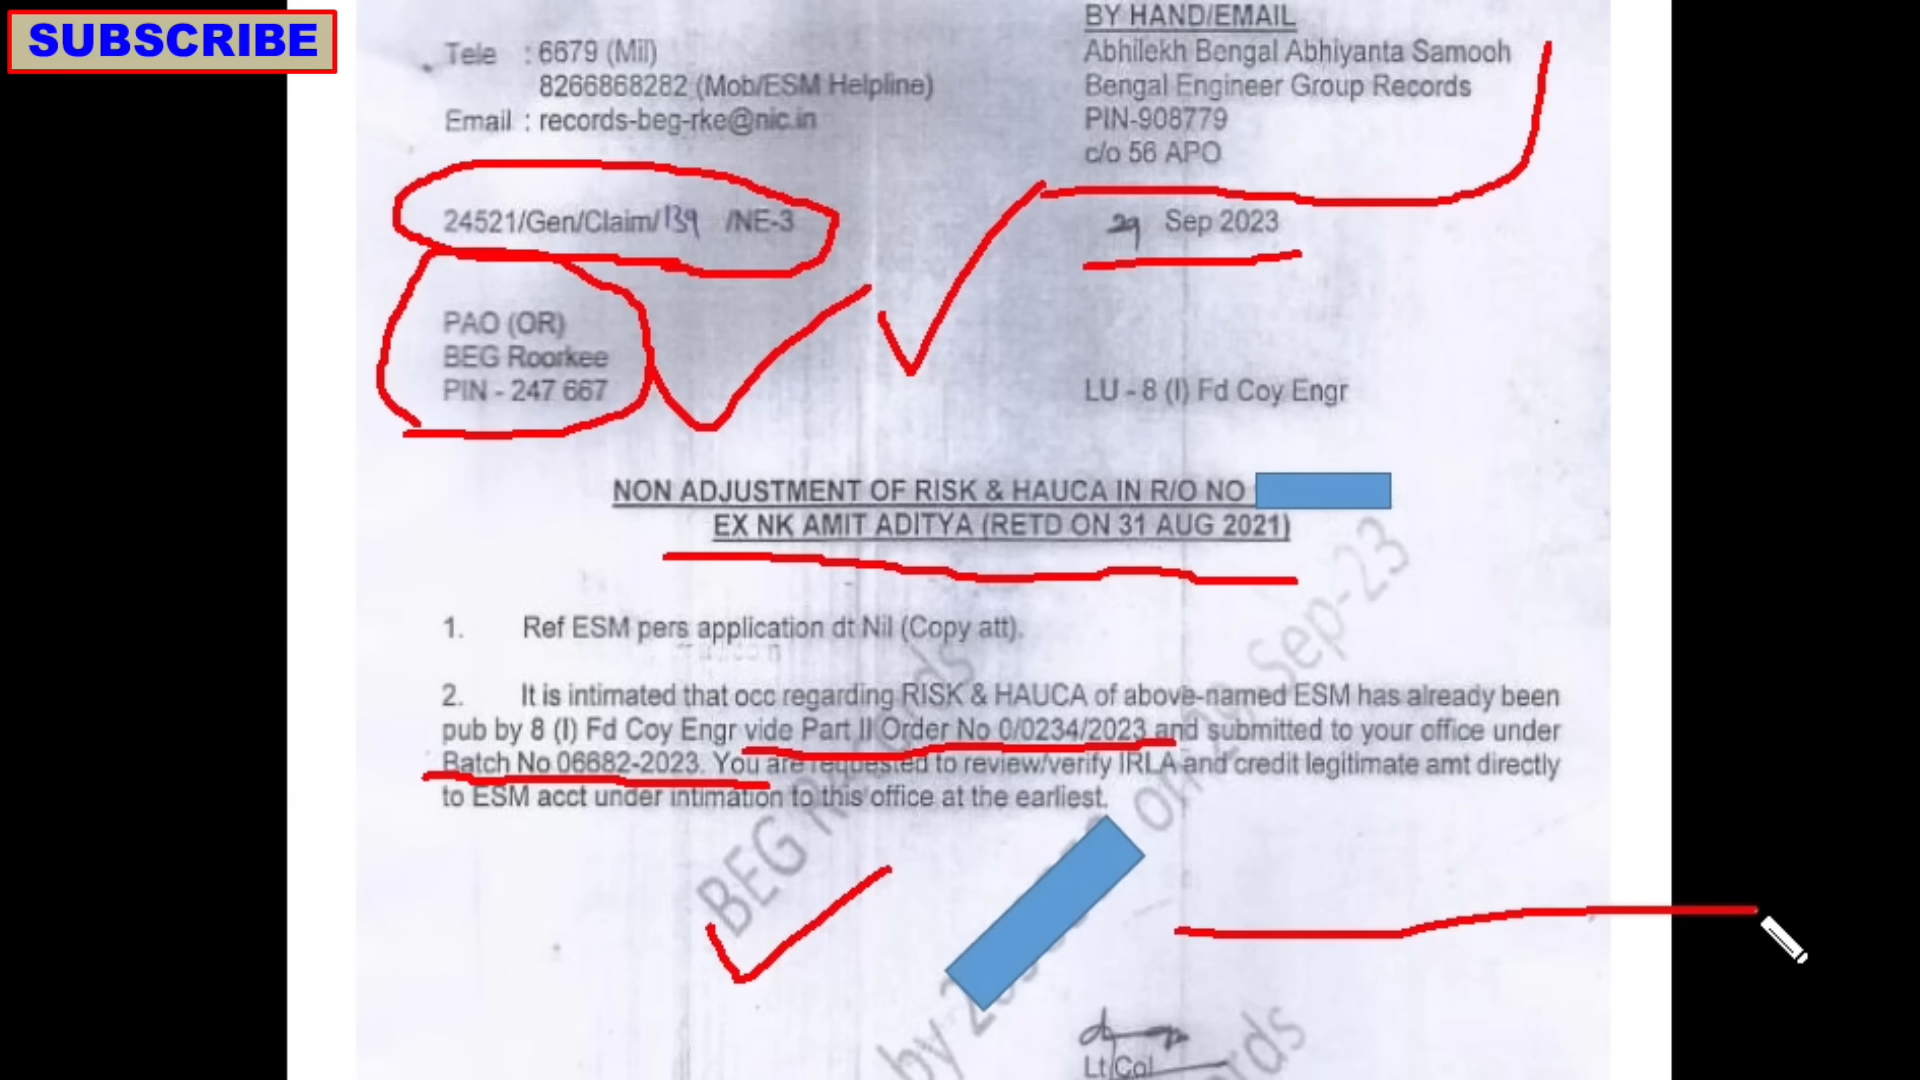 SUBSCRIBE
BY HAND/EMAIL
Tele : 6679 (Mil)
8266868282 (Mob/ESM Helpline)
Email : records-beg-rke@nic.in
Abhilekh Bengal Abhiyanta Samooh
Bengal Engineer Group Records
PIN-908779
c/o 56 APO
24521/Gen/Claim/139 /NE-3
29 Sep 2023
PAO (OR)
BEG Roorkee
PIN - 247 667
LU - 8 (I) Fd Coy Engr
NON ADJUSTMENT OF RISK & HAUCA IN R/O NO
EX NK AMIT ADITYA (RETD ON 31 AUG 2021)
1. Ref ESM pers application dt Nil (Copy att).
2. It is intimated that occ regarding RISK & HAUCA of above-named ESM has already been
pub by 8 (I) Fd Coy Engr vide Part II Order No 0/0234/2023 and submitted to your office under
Batch No 06682-2023. You are requested to review/verify IRLA and credit legitimate amt directly
to ESM acct under intimation to this office at the earliest.
BEG Records
on 29 Sep-23
by
Lt Col